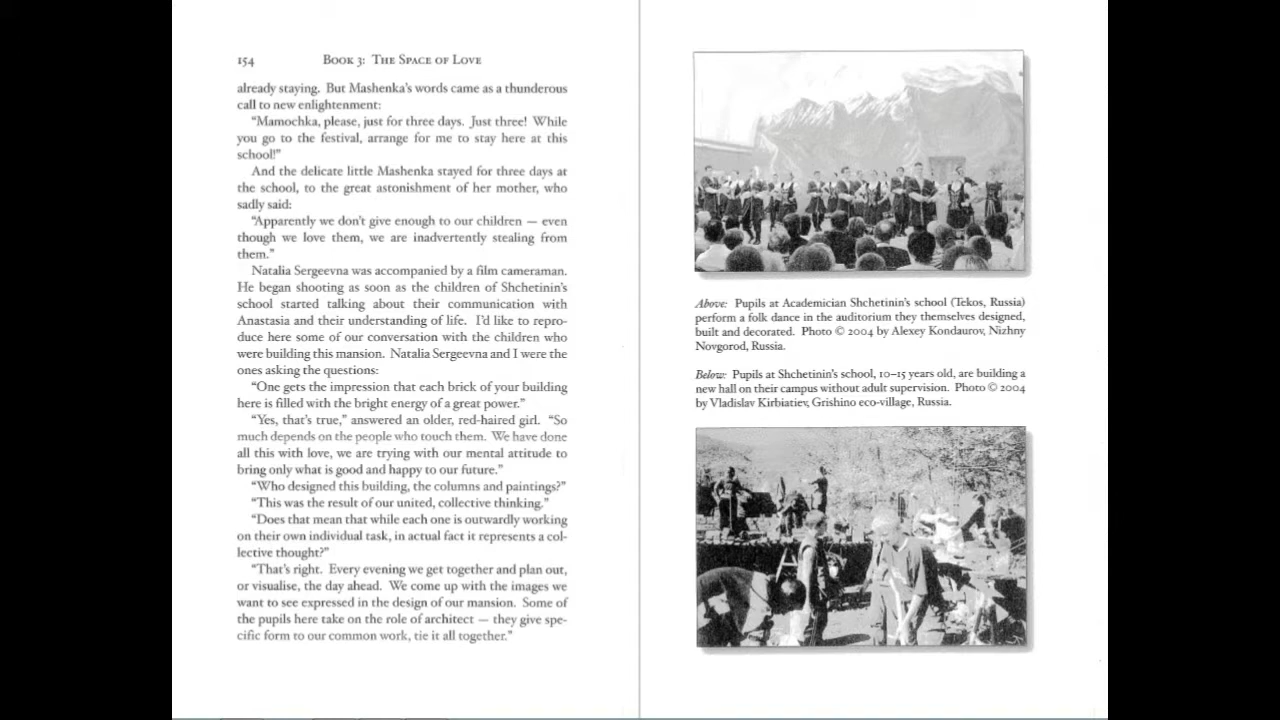 154 Book 3: The Space of Love
already staying. But Mashenka's words came as a thunderous
call to new enlightenment:
“Mamochka, please, just for three days. Just three! While
you go to the festival, arrange for me to stay here at this
school!”
And the delicate little Mashenka stayed for three days at
the school, to the great astonishment of her mother, who
sadly said:
“Apparently we don't give enough to our children — even
though we love them, we are inadvertently stealing from
them.”
Natalia Sergeevna was accompanied by a film cameraman.
He began shooting as soon as the children of Shchetinin's
school started talking about their communication with
Anastasia and their understanding of life. I'd like to repro-
duce here some of our conversation with the children who
were building this mansion. Natalia Sergeevna and I were the
ones asking the questions:
“One gets the impression that each brick of your building
here is filled with the bright energy of a great power.”
“Yes, that's true,” answered an older, red-haired girl. “So
much depends on the people who touch them. We have done
all this with love, we are trying with our mental attitude to
bring only what is good and happy to our future.”
“Who designed this building, the columns and paintings?”
“This was the result of our united, collective thinking.”
“Does that mean that while each one is outwardly working
on their own individual task, in actual fact it represents a col-
lective thought?”
“That's right. Every evening we get together and plan out,
or visualise, the day ahead. We come up with the images we
want to see expressed in the design of our mansion. Some of
the pupils here take on the role of architect — they give spe-
cific form to our common work, tie it all together.”
Above: Pupils at Academician Shchetinin's school (Tekos, Russia)
perform a folk dance in the auditorium they themselves designed,
built and decorated. Photo © 2004 by Alexey Kondaurov, Nizhny
Novgorod, Russia.
Below: Pupils at Shchetinin's school, 10–15 years old, are building a
new hall on their campus without adult supervision. Photo © 2004
by Vladislav Kirbiatiev, Grishino eco-village, Russia.